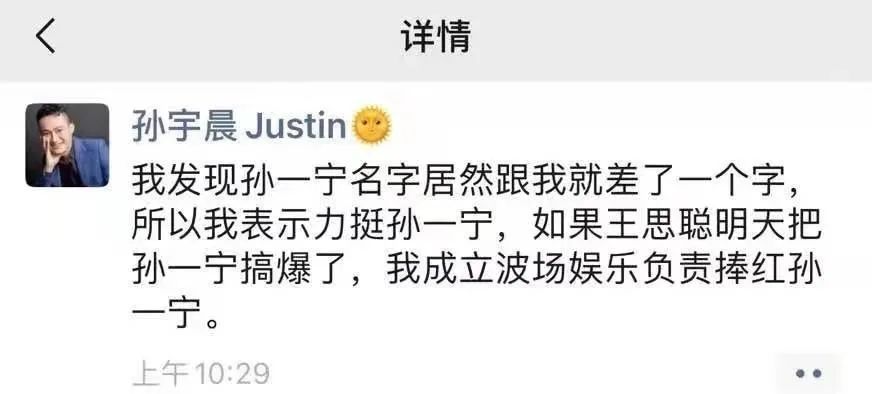 详情
孙宇晨 Justin🌞
我发现孙一宁名字居然跟我就差了一个字，
所以我表示力挺孙一宁，如果王思聪明天把
孙一宁搞爆了，我成立波场娱乐负责捧红孙
一宁。
上午10:29